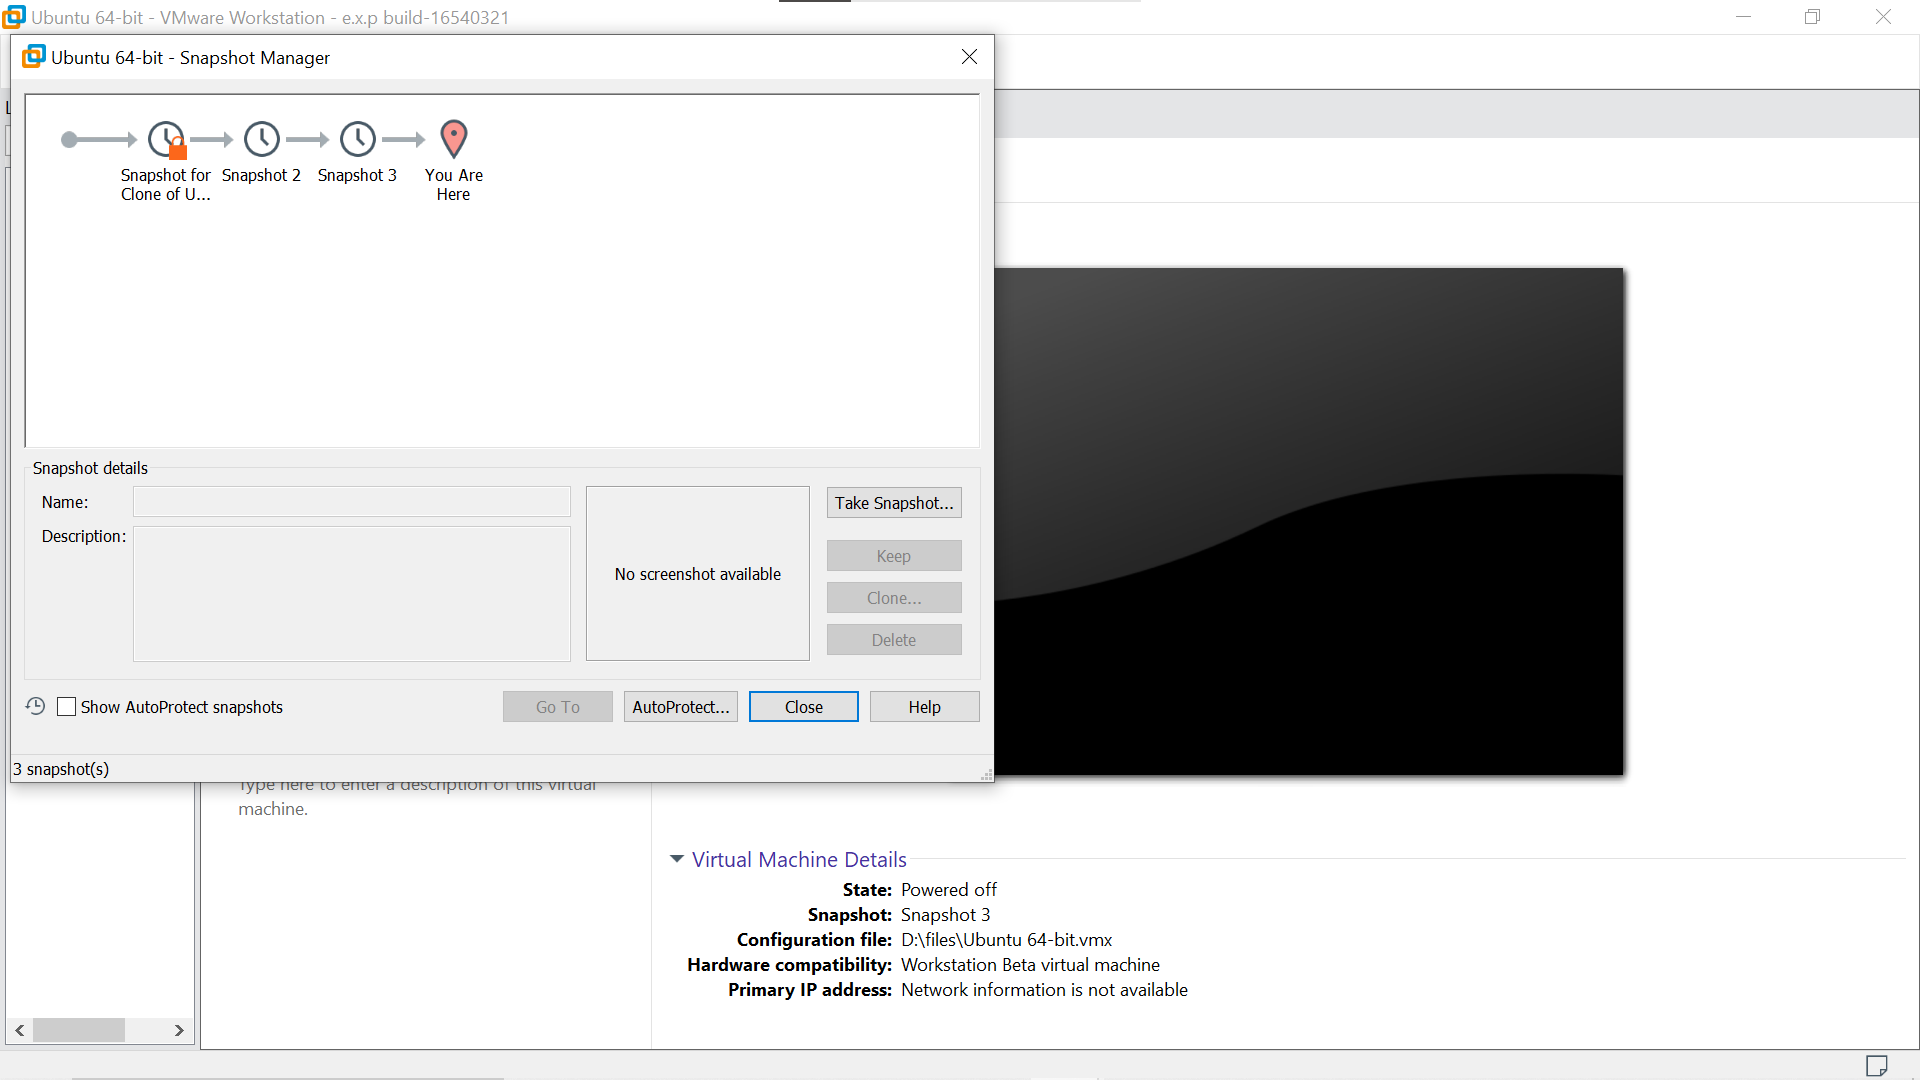 Ubuntu 64-bit - VMware Workstation - e.x.p build-16540321
Ubuntu 64-bit - Snapshot Manager
Snapshot for
Clone of U...
Snapshot 2
Snapshot 3
You Are
Here
Snapshot details
Name:
Take Snapshot...
Description:
Keep
No screenshot available
Clone...
Delete
Show AutoProtect snapshots
Go To
AutoProtect...
Close
Help
3 snapshot(s)
Type here to enter a description of this virtual
machine.
Virtual Machine Details
State: Powered off
Snapshot: Snapshot 3
Configuration file: D:\files\Ubuntu 64-bit.vmx
Hardware compatibility: Workstation Beta virtual machine
Primary IP address: Network information is not available